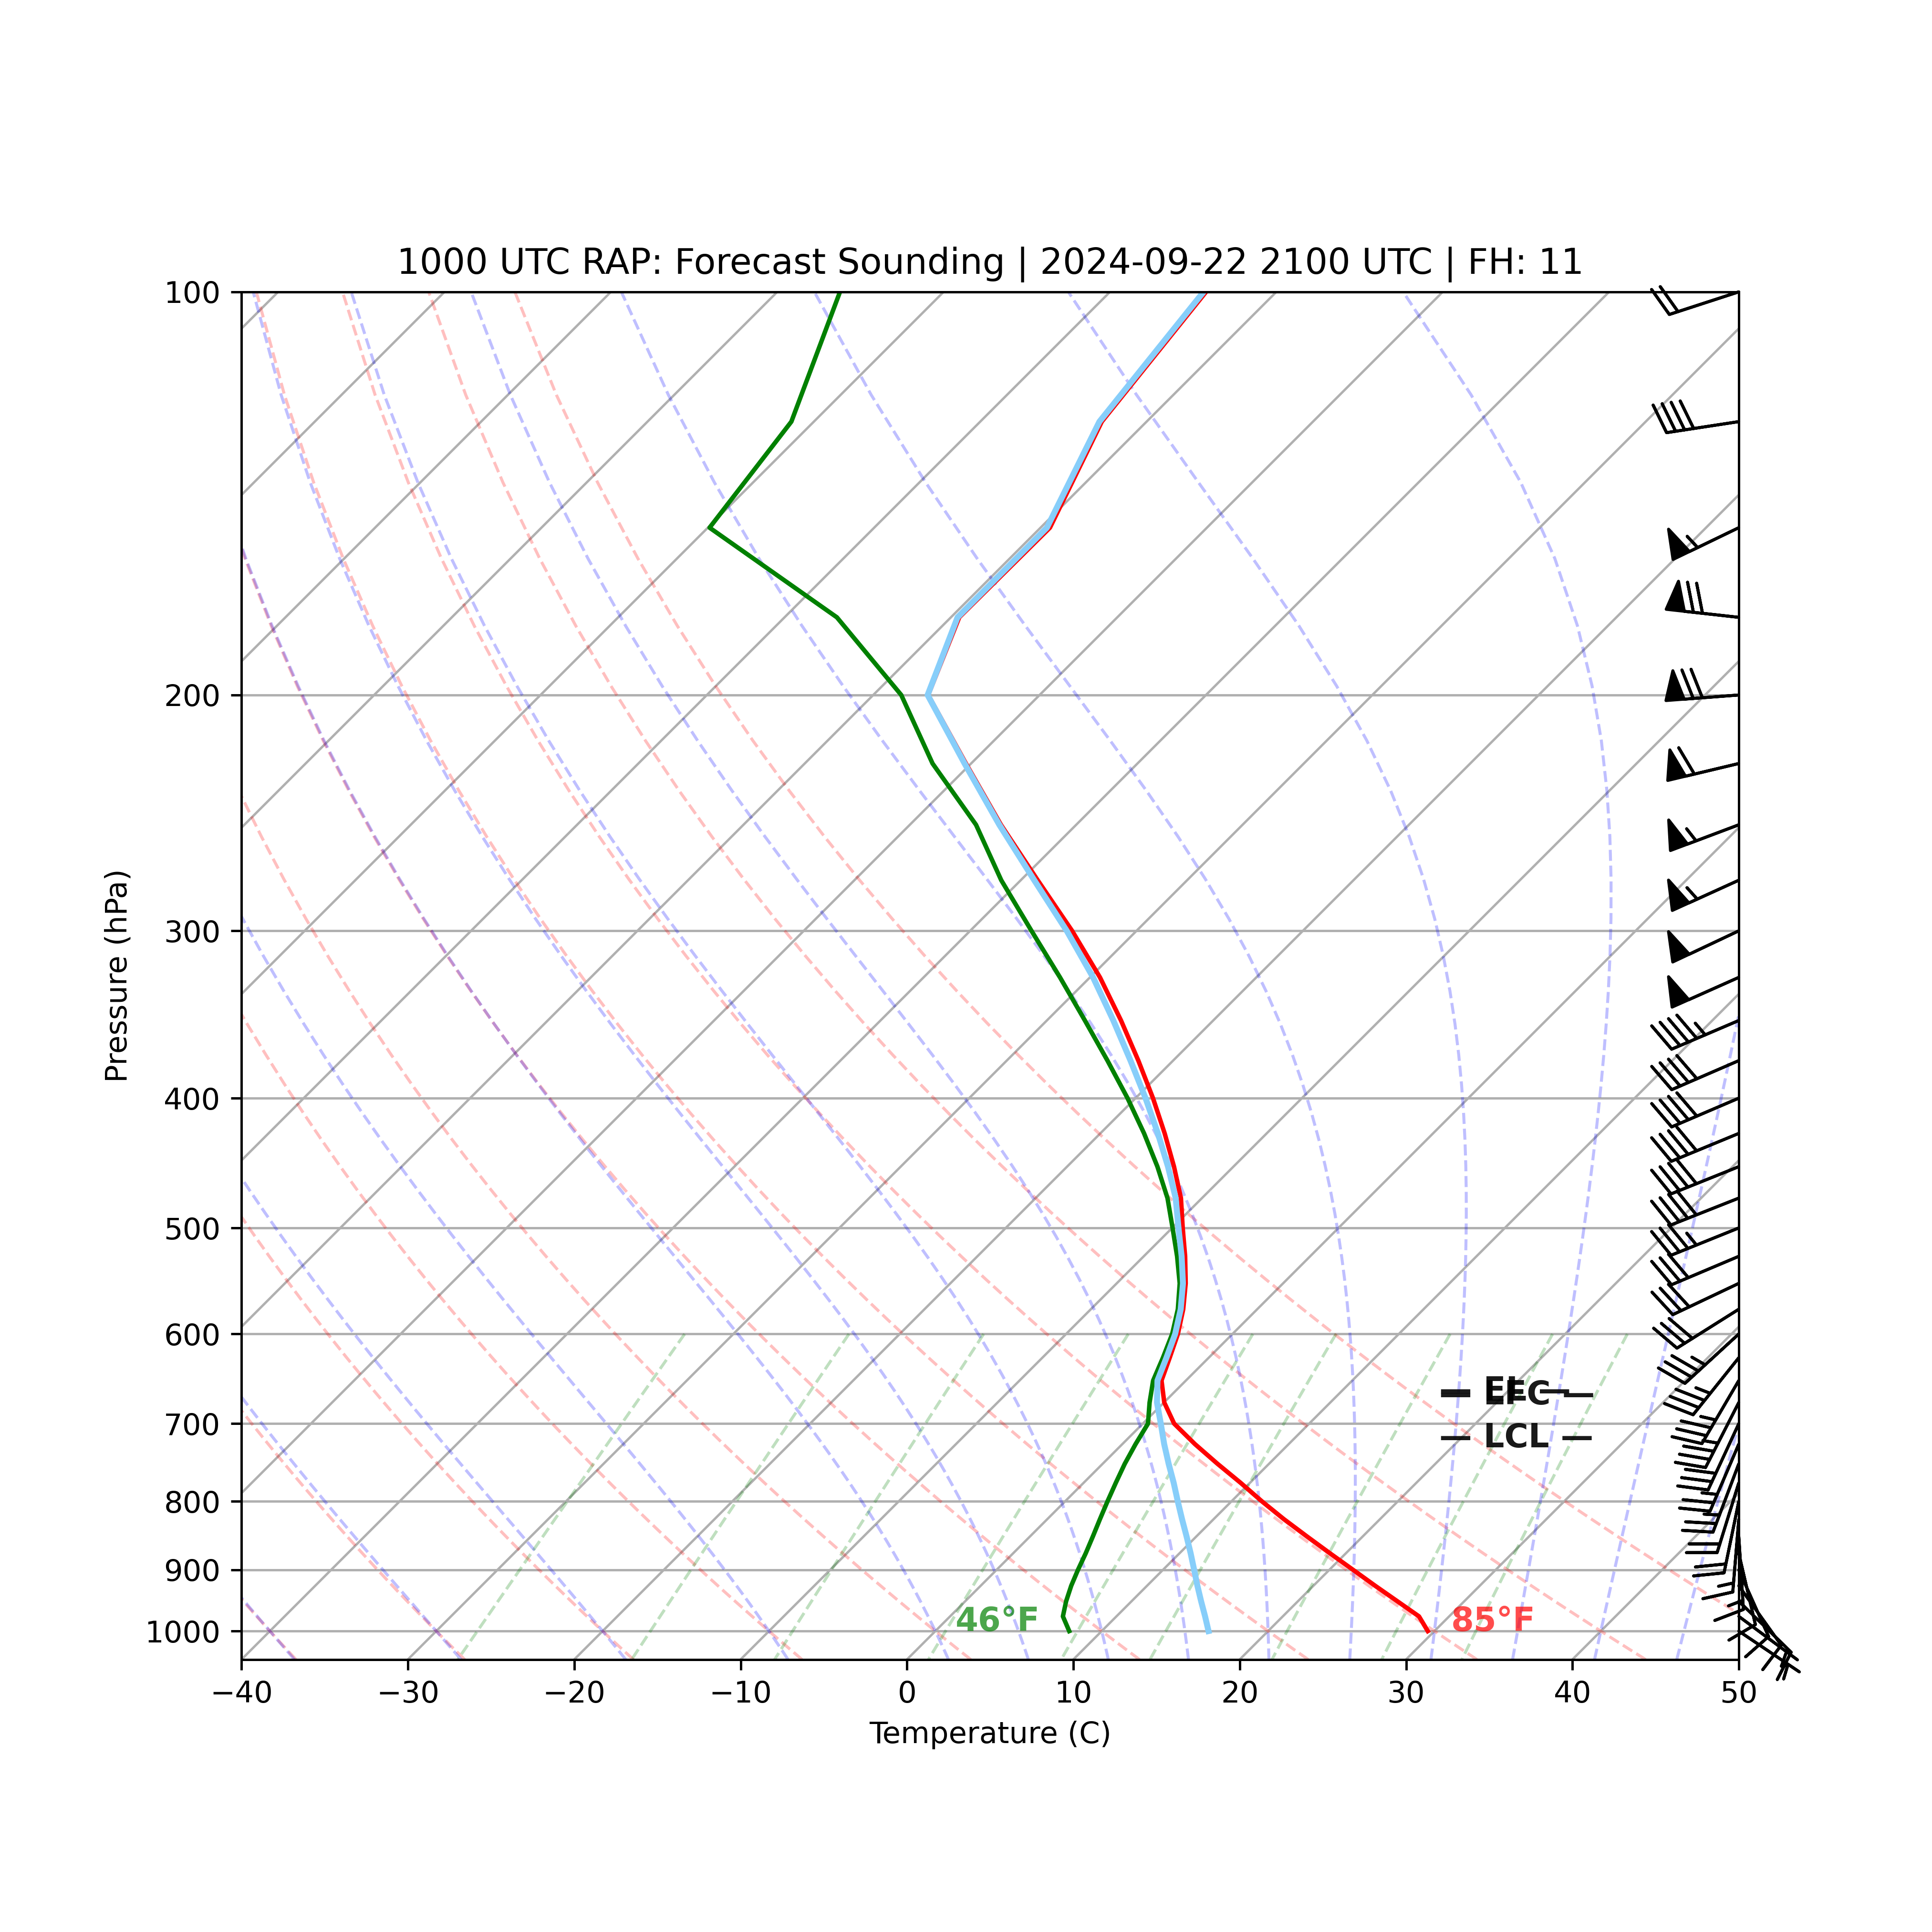 1000 UTC RAP: Forecast Sounding | 2024-09-22 2100 UTC | FH: 11
100
200
300
400
500
600
700
800
900
1000
Pressure (hPa)
— LCL —
46°F
85°F
−40 −30 −20 −10 0 10 20 30 40 50
Temperature (C)